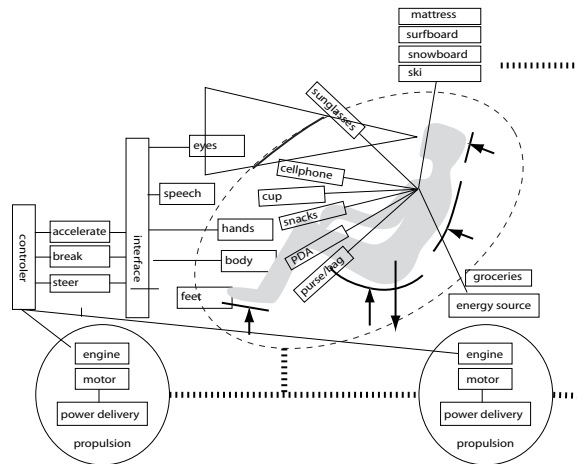 mattress
surfboard
snowboard
ski
sunglasses
eyes
cellphone
speech
cup
snacks
hands
PDA
body
purse/bag
feet
controler
accelerate
break
steer
interface
groceries
energy source
engine
motor
power delivery
propulsion
engine
motor
power delivery
propulsion